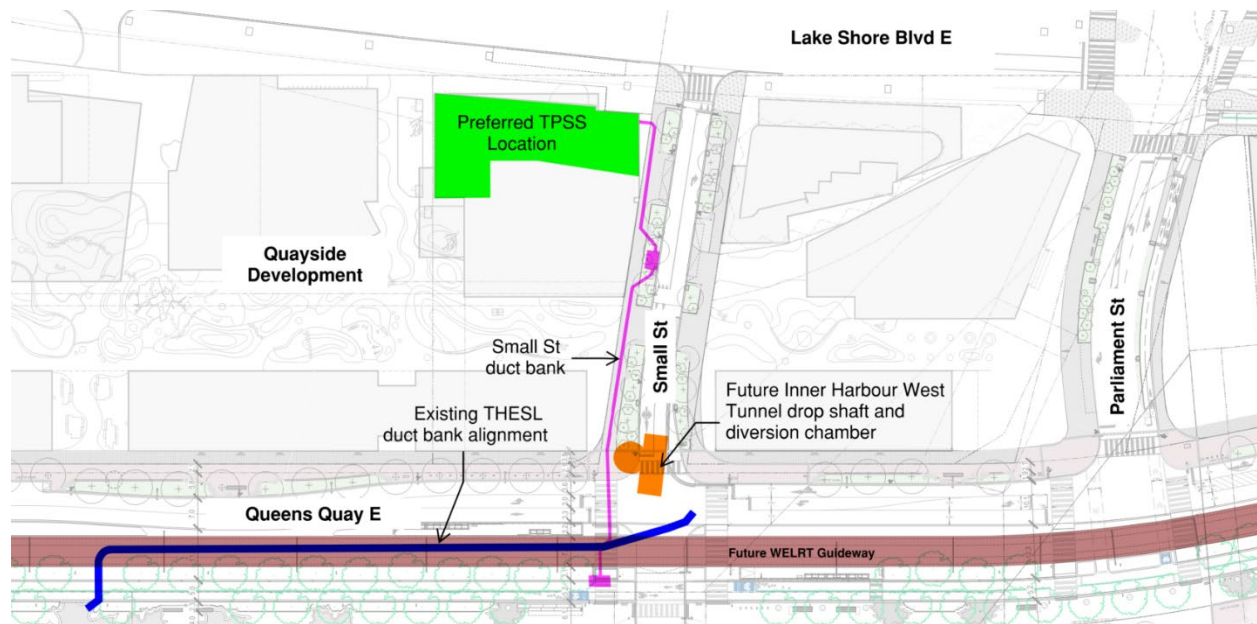 Lake Shore Blvd E
Preferred TPSS
Location
Quayside
Development
Small St
duct bank
Small St
Parliament St
Existing THESL
duct bank alignment
Future Inner Harbour West
Tunnel drop shaft and
diversion chamber
Queens Quay E
Future WELRT Guideway